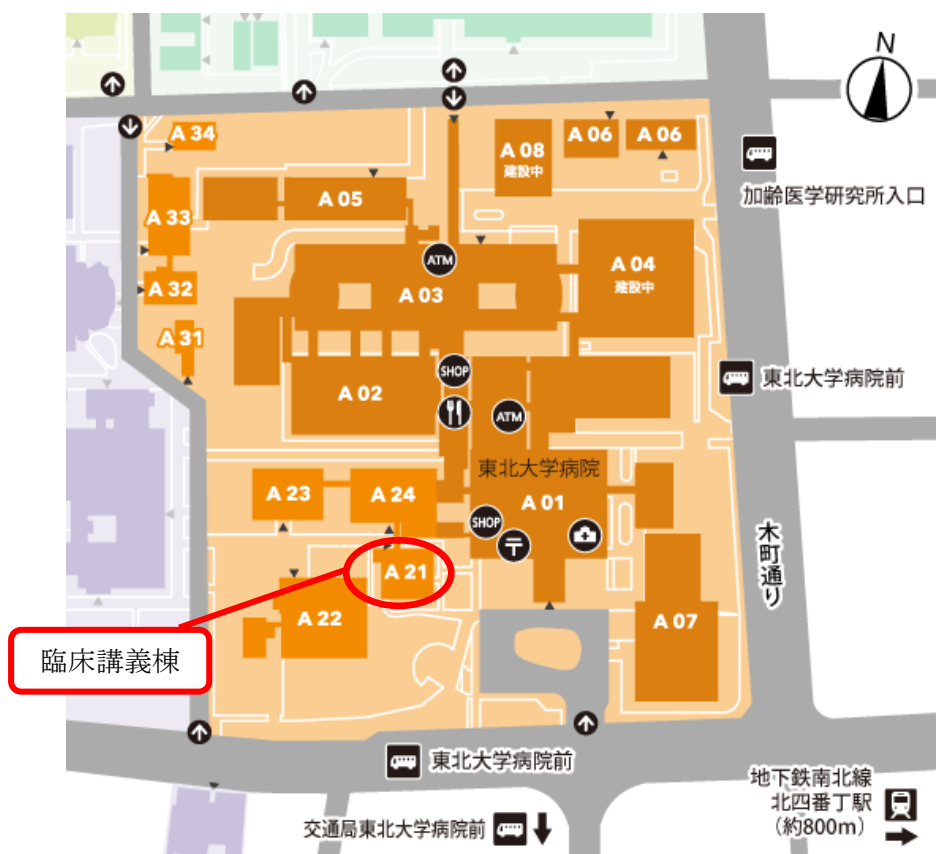 N
A 34
A 08
建設中
A 06
A 06
加齢医学研究所入口
A 05
A 33
ATM
A 04
建設中
A 32
A 03
A 31
SHOP
東北大学病院前
A 02
ATM
東北大学病院
A 23
A 24
A 01
SHOP
木町通り
A 21
A 22
A 07
臨床講義棟
東北大学病院前
地下鉄南北線
北四番丁駅
（約800m）
交通局東北大学病院前